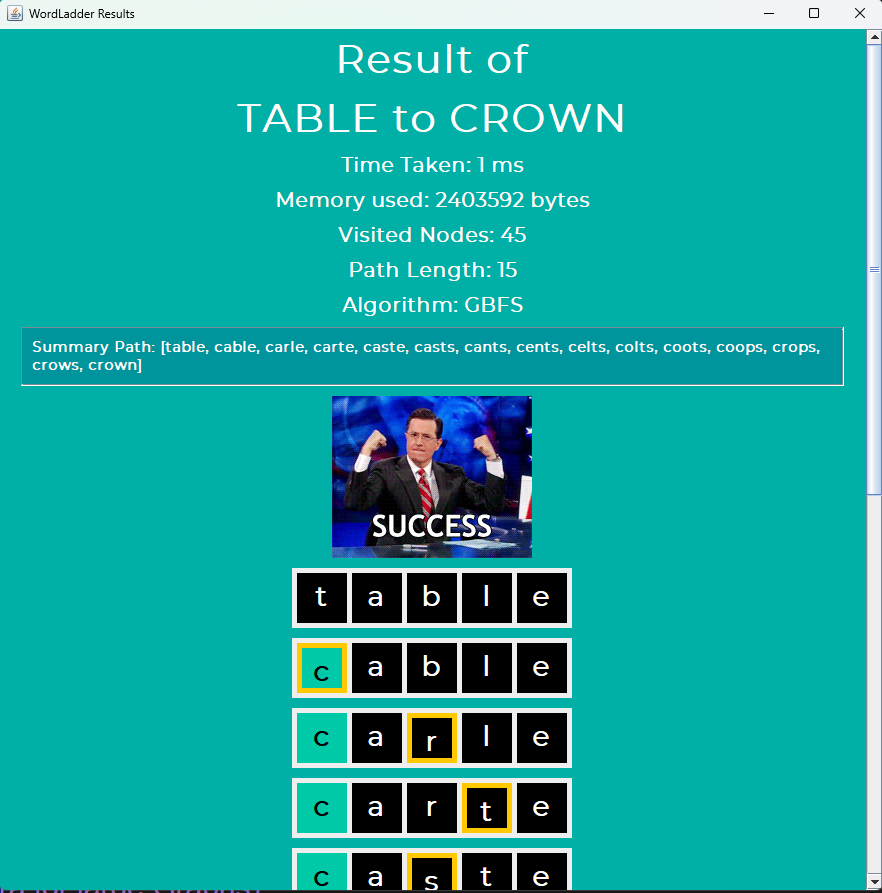 WordLadder Results
Result of
TABLE to CROWN
Time Taken: 1 ms
Memory used: 2403592 bytes
Visited Nodes: 45
Path Length: 15
Algorithm: GBFS
Summary Path: [table, cable, carle, carte, caste, casts, cants, cents, celts, colts, coots, coops, crops,
crows, crown]
SUCCESS
t a b l e
c a b l e
c a r l e
c a r t e
c a s t e